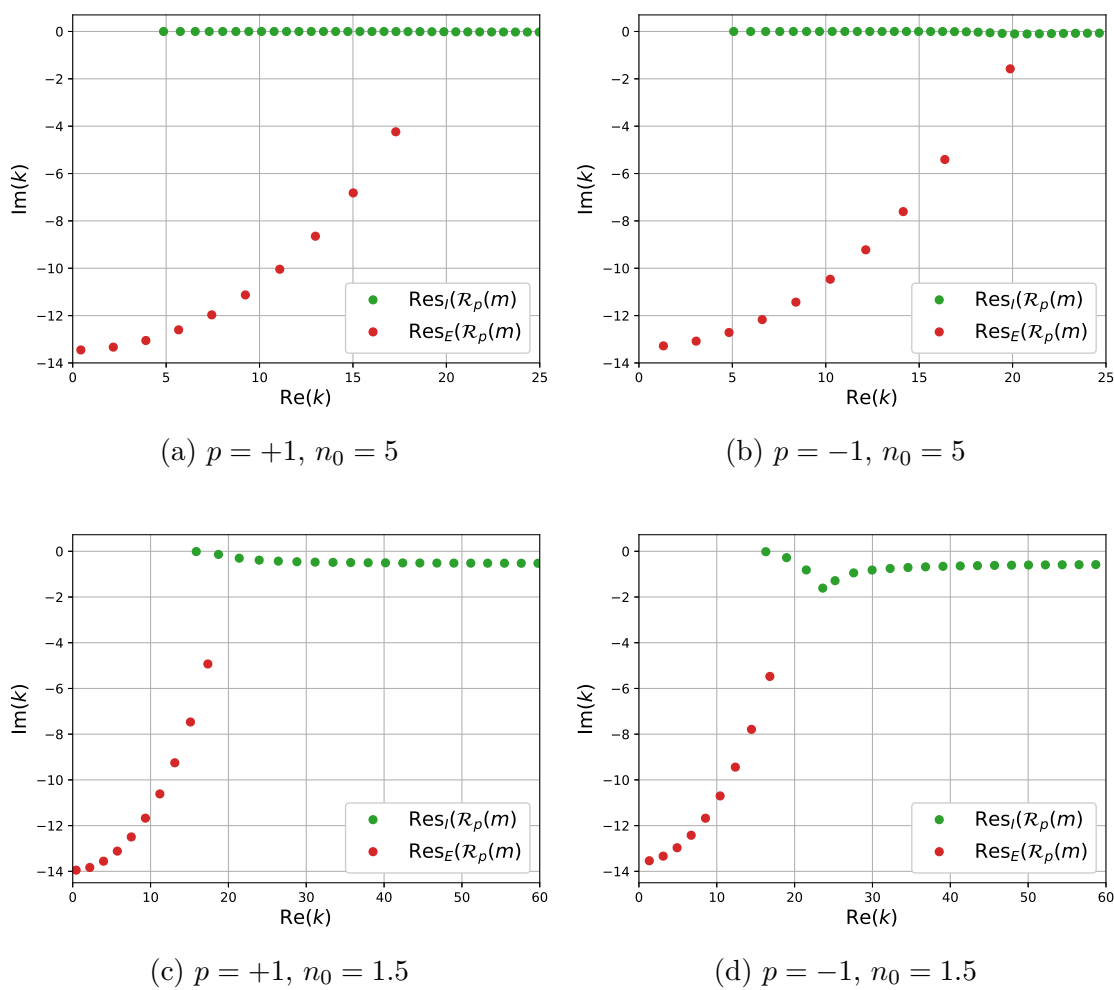 0
−2
−4
−6
−8
−10
−12
−14
Im(k)
0 5 10 15 20 25
Re(k)
Res_I(ℛ_p(m)
Res_E(ℛ_p(m)
(a) p = +1, n_0 = 5
0
−2
−4
−6
−8
−10
−12
−14
Im(k)
0 5 10 15 20 25
Re(k)
Res_I(ℛ_p(m)
Res_E(ℛ_p(m)
(b) p = −1, n_0 = 5
0
−2
−4
−6
−8
−10
−12
−14
Im(k)
0 10 20 30 40 50 60
Re(k)
Res_I(ℛ_p(m)
Res_E(ℛ_p(m)
(c) p = +1, n_0 = 1.5
0
−2
−4
−6
−8
−10
−12
−14
Im(k)
0 10 20 30 40 50 60
Re(k)
Res_I(ℛ_p(m)
Res_E(ℛ_p(m)
(d) p = −1, n_0 = 1.5